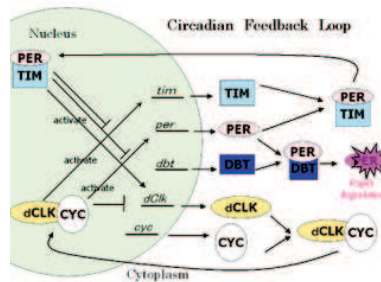 Circadian Feedback Loop
Nucleus
PER
TIM
tim
TIM
PER
TIM
activate
per
PER
PER
DBT
activate
dbt
DBT
dClk
dCLK
dCLK
CYC
cyc
CYC
dCLK
CYC
Cytoplasm